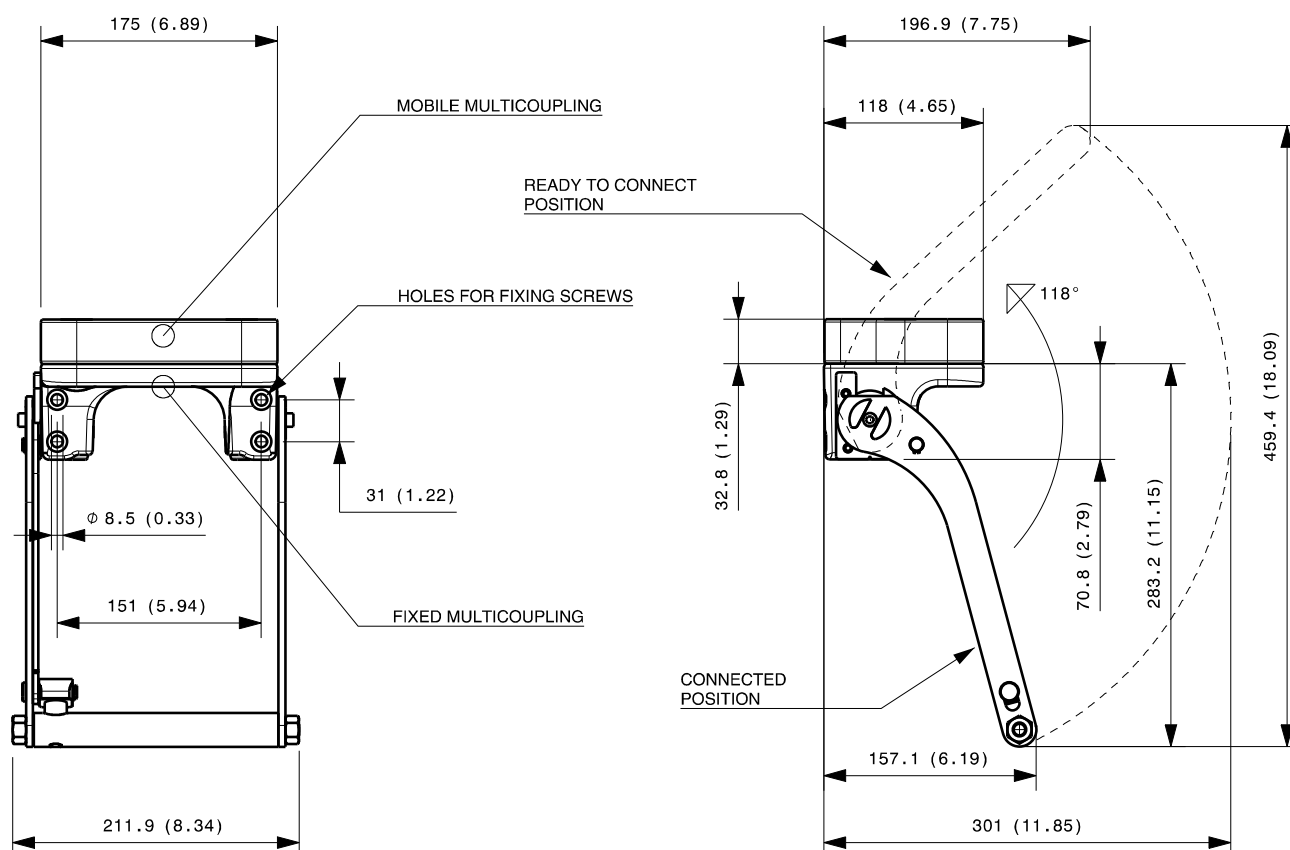 175 (6.89)
196.9 (7.75)
MOBILE MULTICOUPLING
118 (4.65)
READY TO CONNECT
POSITION
HOLES FOR FIXING SCREWS
118°
32.8 (1.29)
459.4 (18.09)
31 (1.22)
Φ 8.5 (0.33)
70.8 (2.79)
283.2 (11.15)
151 (5.94)
FIXED MULTICOUPLING
CONNECTED
POSITION
157.1 (6.19)
211.9 (8.34)
301 (11.85)